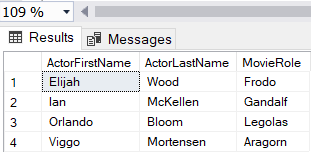 109 %
Results Messages
ActorFirstName ActorLastName MovieRole
1 Elijah Wood Frodo
2 Ian McKellen Gandalf
3 Orlando Bloom Legolas
4 Viggo Mortensen Aragorn